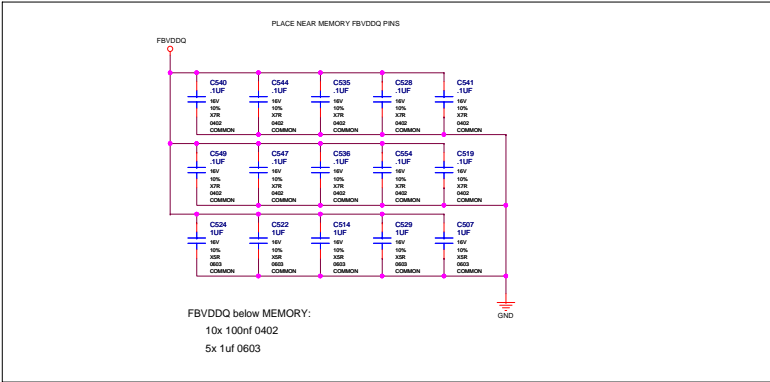 PLACE NEAR MEMORY FBVDDQ PINS
FBVDDQ
C540 C544 C535 C528 C541
.1UF .1UF .1UF .1UF .1UF
16V 16V 16V 16V 16V
10% 10% 10% 10% 10%
X7R X7R X7R X7R X7R
0402 0402 0402 0402 0402
COMMON COMMON COMMON COMMON COMMON
C549 C547 C536 C554 C519
.1UF .1UF .1UF .1UF .1UF
16V 16V 16V 16V 16V
10% 10% 10% 10% 10%
X7R X7R X7R X7R X7R
0402 0402 0402 0402 0402
COMMON COMMON COMMON COMMON COMMON
C524 C522 C514 C529 C507
1UF 1UF 1UF 1UF 1UF
16V 16V 16V 16V 16V
10% 10% 10% 10% 10%
X5R X5R X5R X5R X5R
0603 0603 0603 0603 0603
COMMON COMMON COMMON COMMON COMMON
GND
FBVDDQ below MEMORY:
10x 100nf 0402
5x 1uf 0603